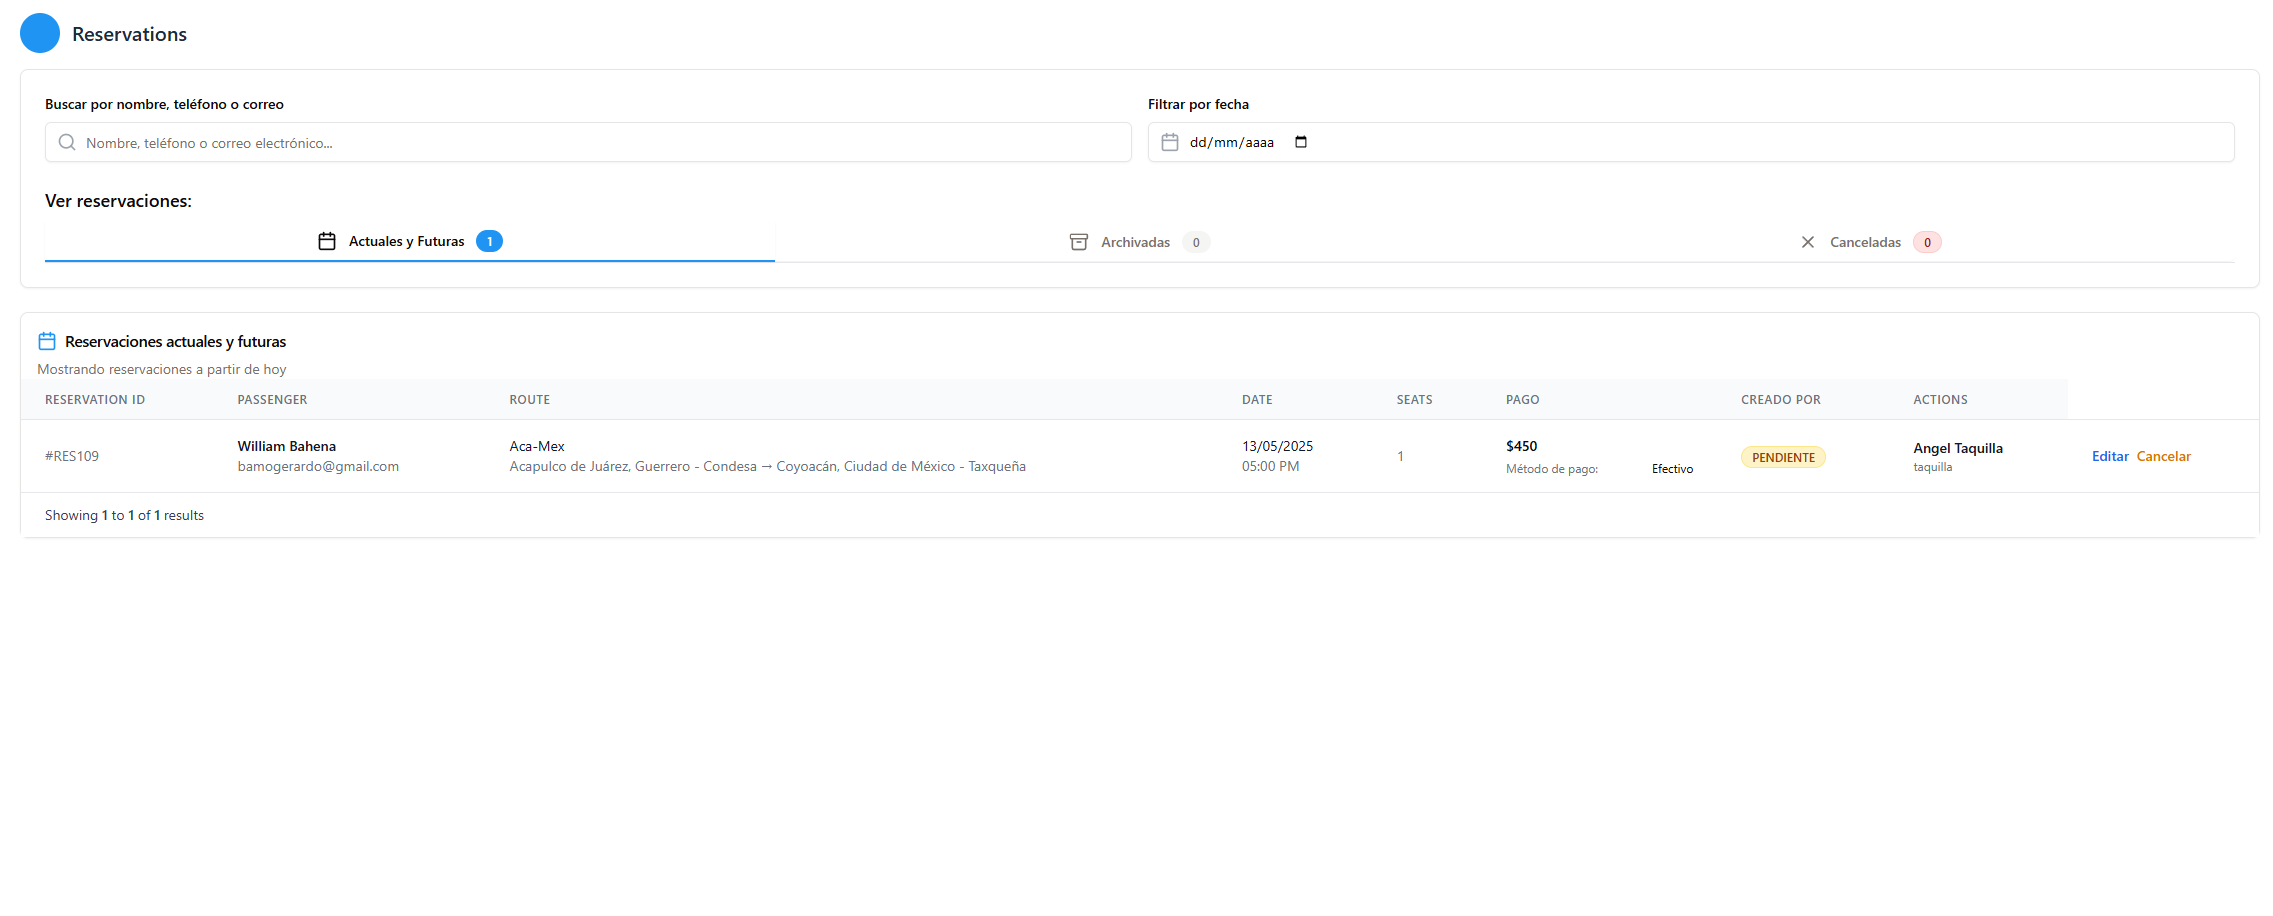 Reservations
Buscar por nombre, teléfono o correo
Filtrar por fecha
Nombre, teléfono o correo electrónico...
dd/mm/aaaa
Ver reservaciones:
Actuales y Futuras 1
Archivadas 0
Canceladas 0
Reservaciones actuales y futuras
Mostrando reservaciones a partir de hoy
RESERVATION ID PASSENGER ROUTE DATE SEATS PAGO CREADO POR ACTIONS
#RES109
William Bahena
bamogerardo@gmail.com
Aca-Mex
Acapulco de Juárez, Guerrero - Condesa → Coyoacán, Ciudad de México - Taxqueña
13/05/2025
05:00 PM
1
$450
Método de pago: Efectivo
PENDIENTE
Angel Taquilla
taquilla
Editar Cancelar
Showing 1 to 1 of 1 results